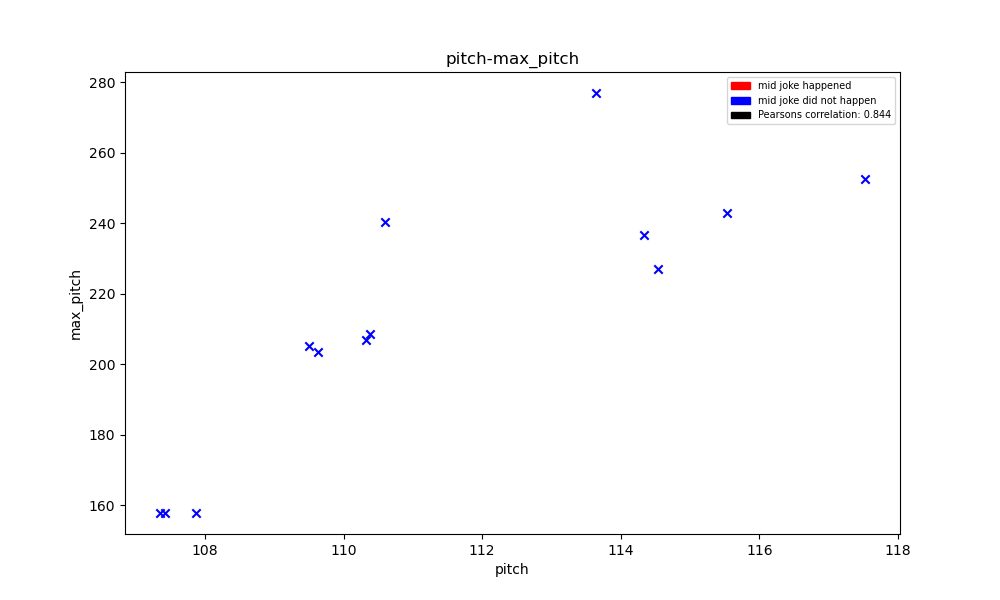 pitch-max_pitch
mid joke happened
mid joke did not happen
Pearsons correlation: 0.844
max_pitch
280
260
240
220
200
180
160
108 110 112 114 116 118
pitch